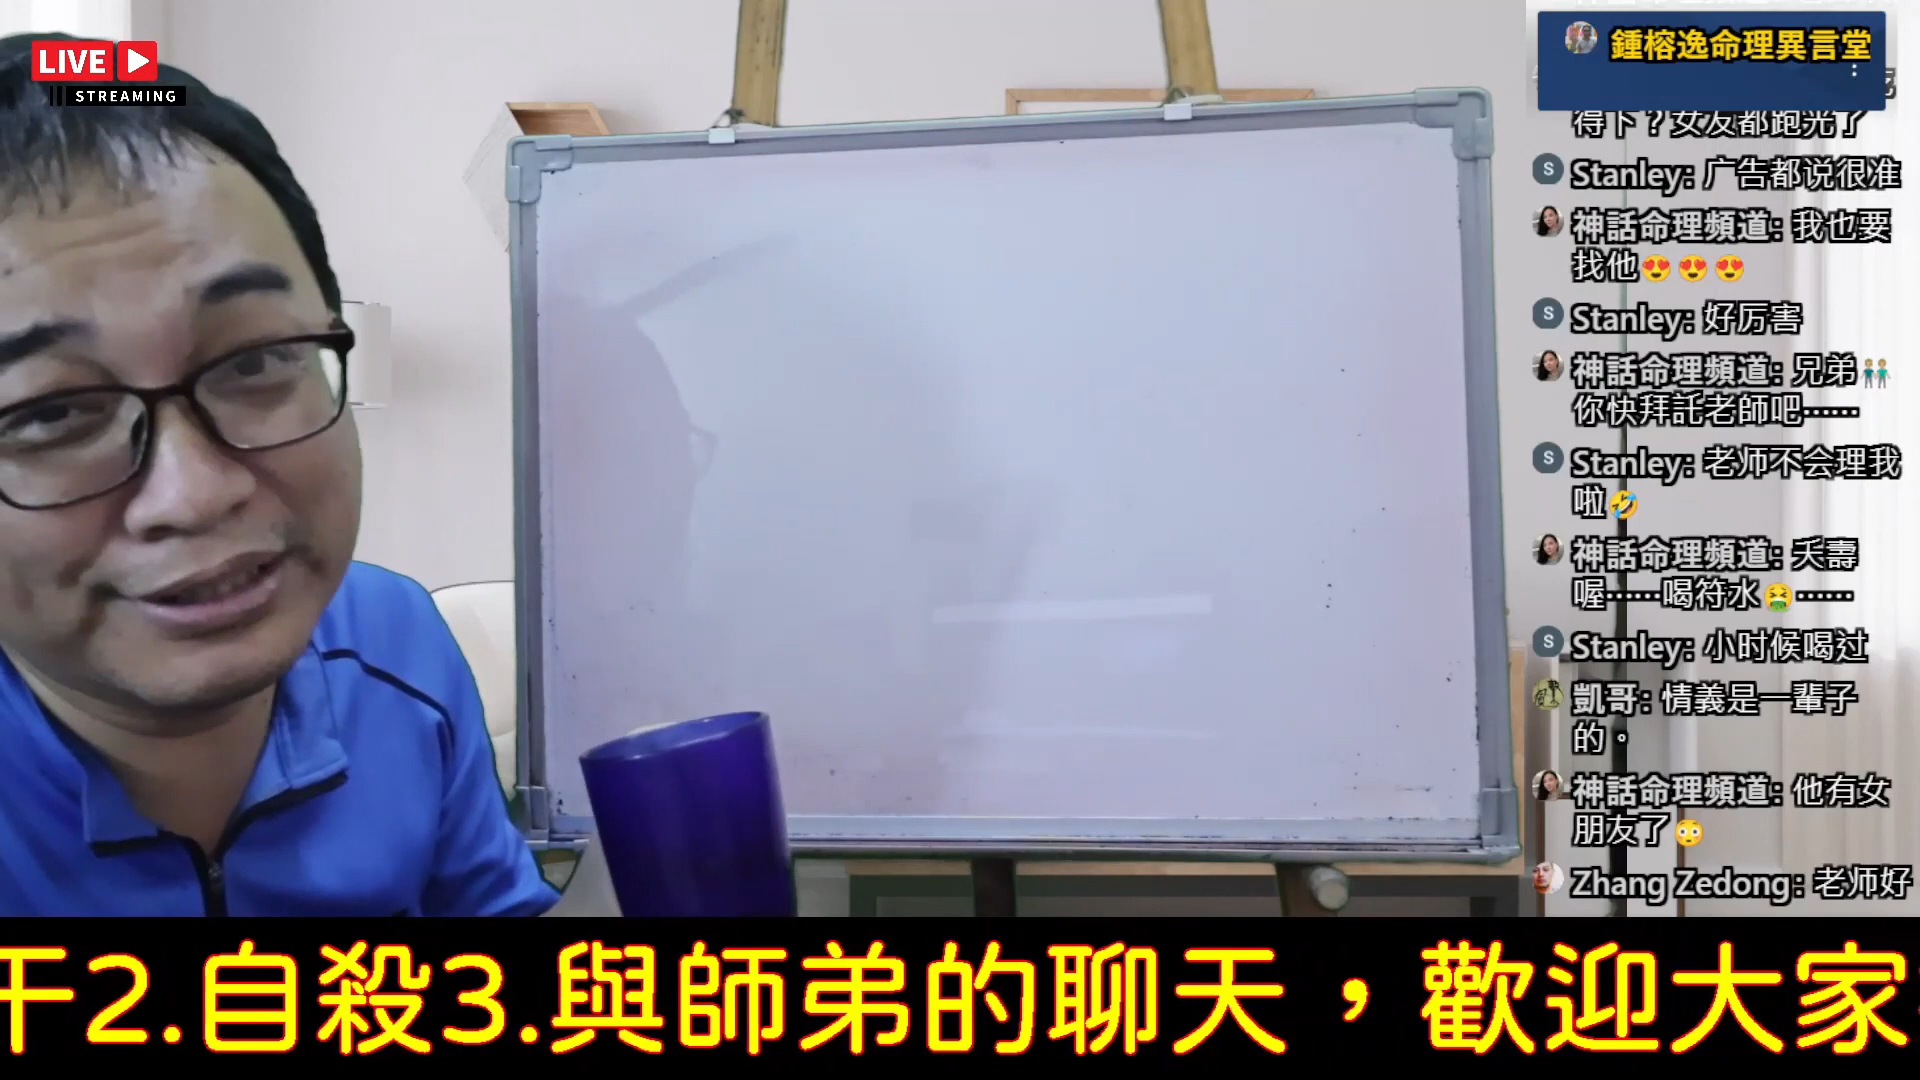 LIVE
STREAMING
鍾榕逸命理異言堂
得下？女友都跑光了
S Stanley: 广告都说很准
神話命理頻道: 我也要
找他😍😍😍
S Stanley: 好厉害
神話命理頻道: 兄弟👬
你快拜託老師吧⋯⋯
S Stanley: 老师不会理我
啦🤣
神話命理頻道: 夭壽
喔⋯⋯喝符水🤮⋯⋯
S Stanley: 小时候喝过
凱哥: 情義是一輩子
的。
神話命理頻道: 他有女
朋友了😳
Zhang Zedong: 老师好
干2.自殺3.與師弟的聊天，歡迎大家